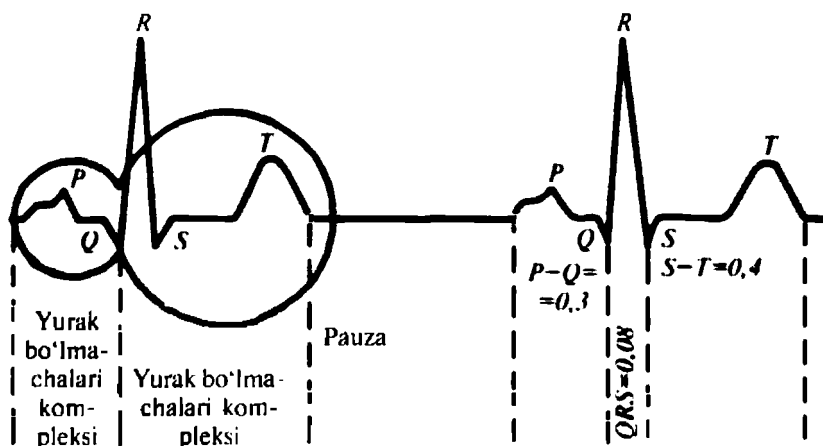 R
P
Q
S
T
R
P
Q
S
T
P–Q=
=0,3
S–T=0,4
QRS=0,08
Yurak
bo‘lma-
chalari
kom-
pleksi
Yurak bo‘lma-
chalari kom-
pleksi
Pauza